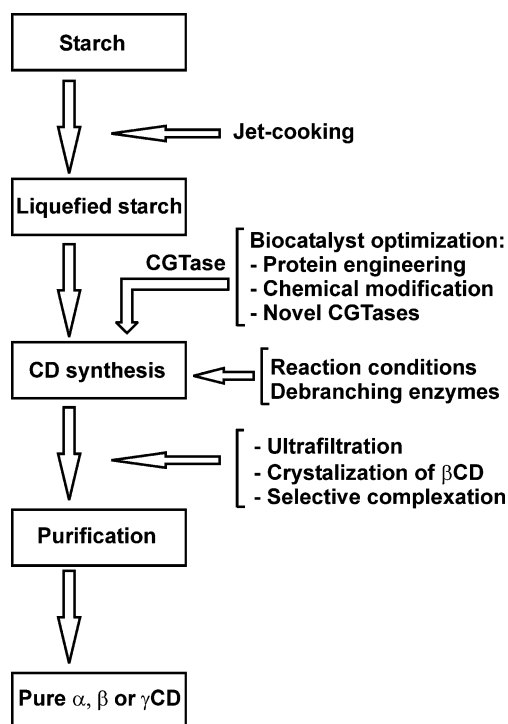 Starch
Jet-cooking
Liquefied starch
CGTase
Biocatalyst optimization:
- Protein engineering
- Chemical modification
- Novel CGTases
CD synthesis
Reaction conditions
Debranching enzymes
- Ultrafiltration
- Crystalization of βCD
- Selective complexation
Purification
Pure α, β or γCD